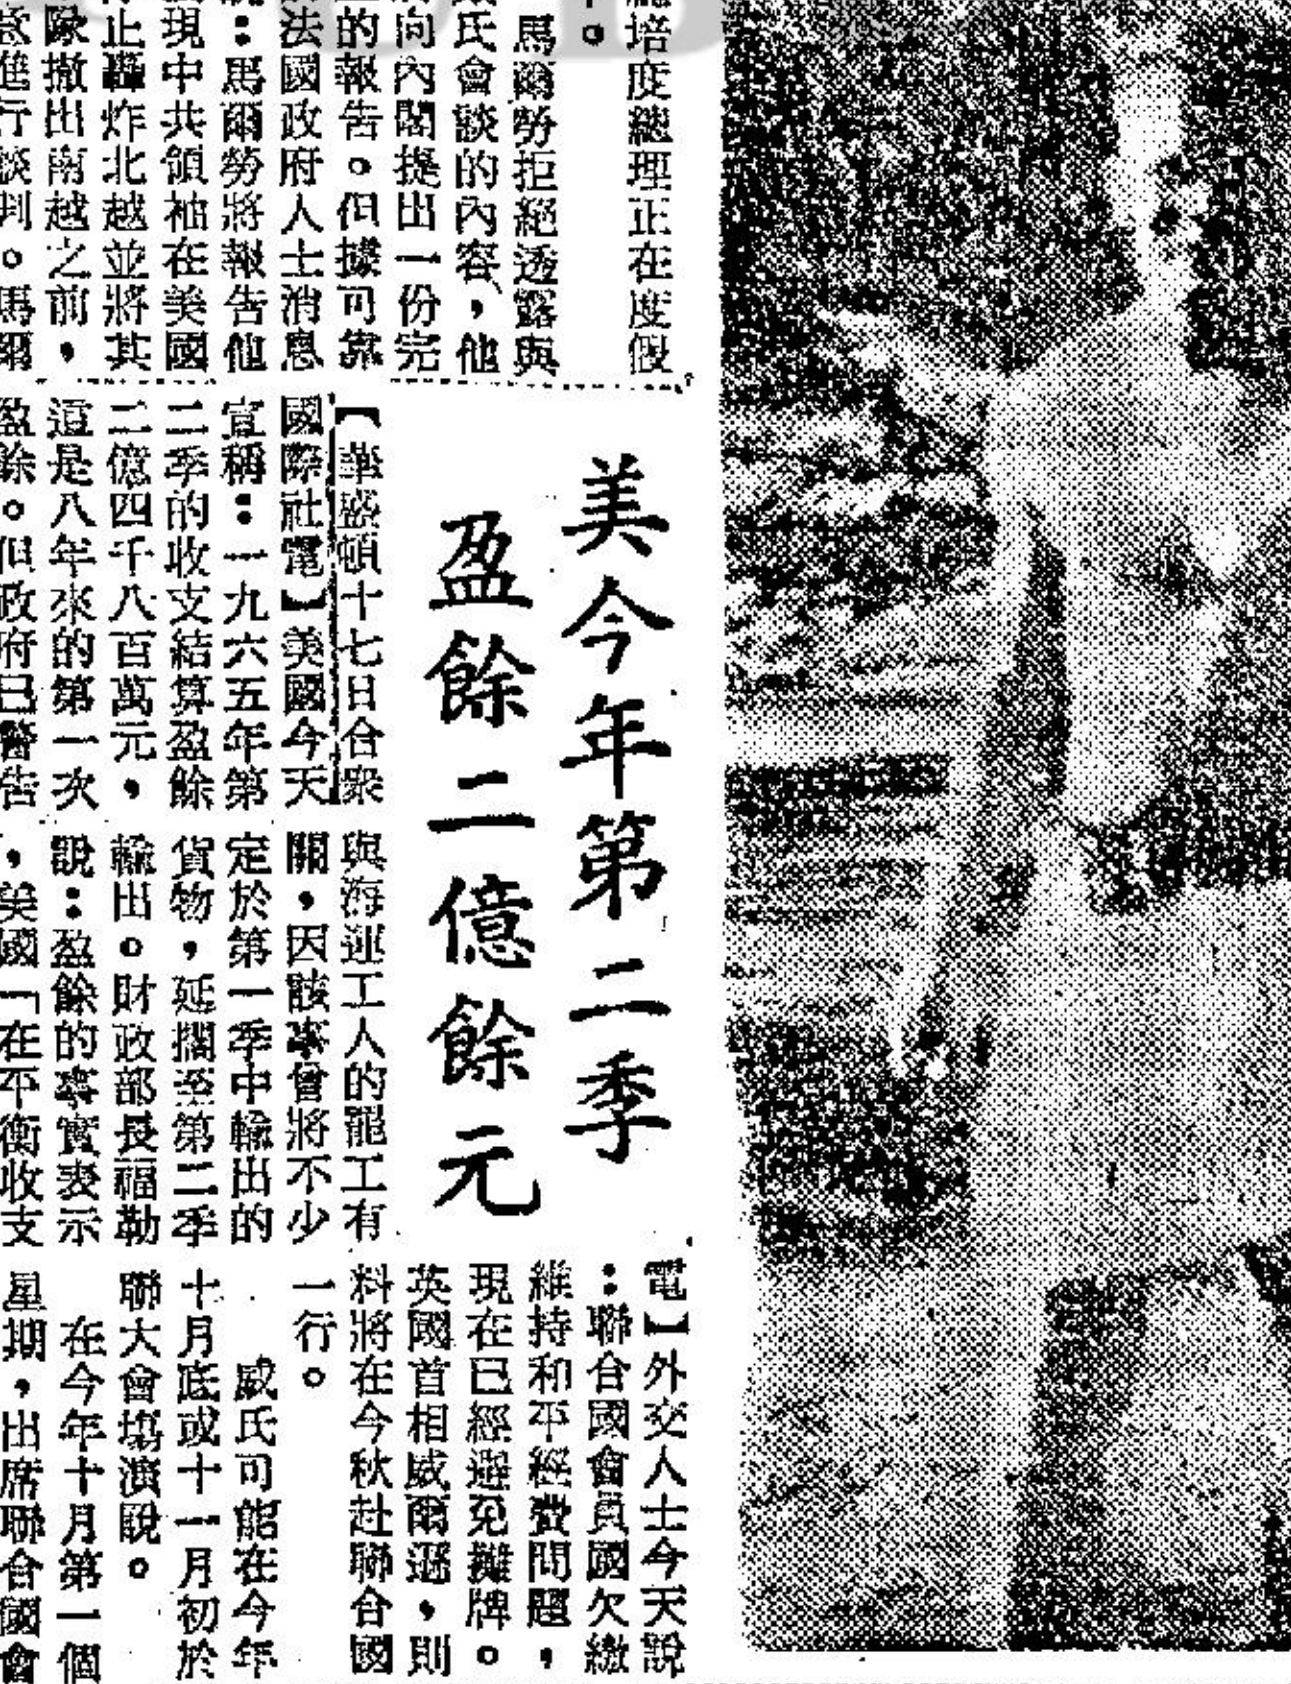 總培度總理正在度假
中。
馬爾勞拒絕透露與
氏會談的內容，他
向內閣提出一份完
的報告。但據可靠
法國政府人士消息
：馬爾勞將報告他
現中共領袖在美國
止轟炸北越並將其
隊撤出南越之前，
意進行談判。馬爾
美今年第二季
盈餘二億餘元
【華盛頓十七日合衆
國際社電】美國今天
宣稱：一九六五年第
二季的收支結算盈餘
二億四千八百萬元，
這是八年來的第一次
盈餘。但政府已警告
與海運工人的罷工有
關，因該事曾將不少
定於第一季中輸出的
貨物，延擱至第二季
輸出。財政部長福勒
說：盈餘的事實表示
，美國「在平衡收支
電】外交人士今天說
：聯合國會員國欠繳
維持和平經費問題，
現在已經避免攤牌。
英國首相威爾遜，則
料將在今秋赴聯合國
一行。
威氏可能在今年
十月底或十一月初於
聯大會場演說。
在今年十月第一個
星期，出席聯合國會